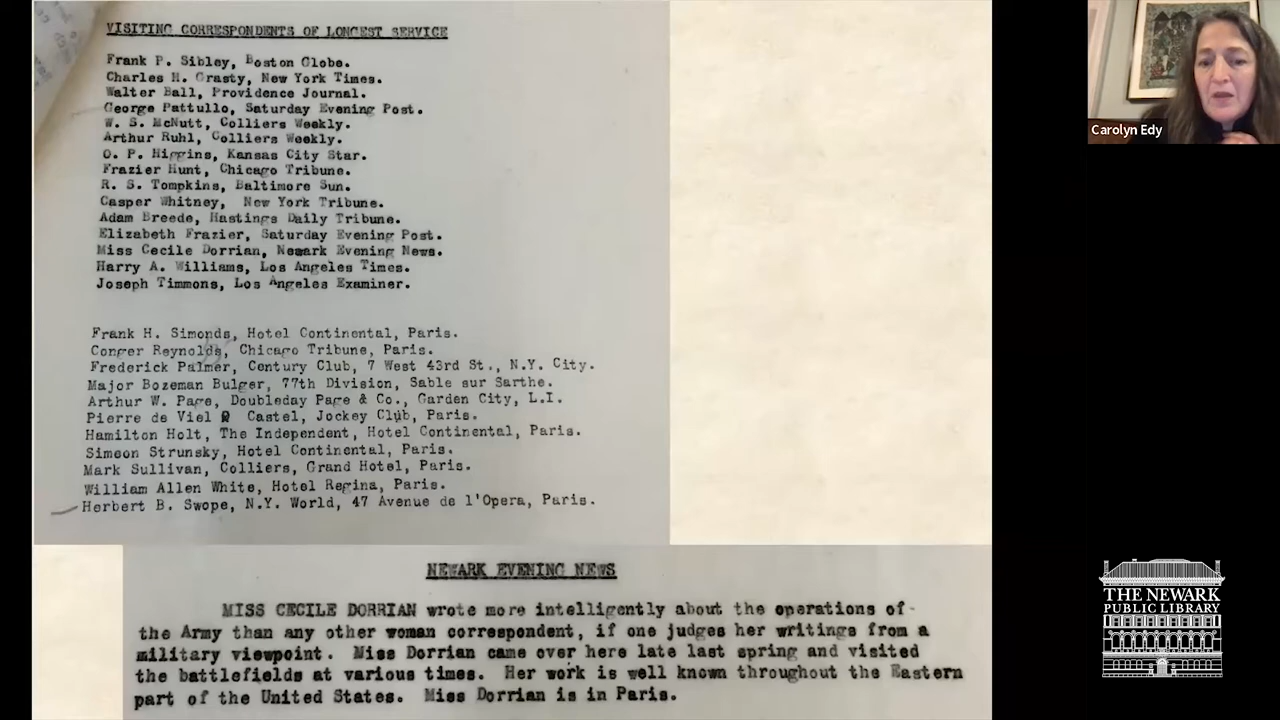 VISITING CORRESPONDENTS OF LONGEST SERVICE
Frank P. Sibley, Boston Globe.
Charles H. Grasty, New York Times.
Walter Ball, Providence Journal.
George Pattullo, Saturday Evening Post.
W. S. McNutt, Colliers Weekly.
Arthur Ruhl, Colliers Weekly.
O. P. Higgins, Kansas City Star.
Frazier Hunt, Chicago Tribune.
R. S. Tompkins, Baltimore Sun.
Casper Whitney, New York Tribune.
Adam Breede, Hastings Daily Tribune.
Elizabeth Frazier, Saturday Evening Post.
Miss Cecile Dorrian, Newark Evening News.
Harry A. Williams, Los Angeles Times.
Joseph Timmons, Los Angeles Examiner.
Frank H. Simonds, Hotel Continental, Paris.
Conger Reynolds, Chicago Tribune, Paris.
Frederick Palmer, Century Club, 7 West 43rd St., N.Y. City.
Major Bozeman Bulger, 77th Division, Sable sur Sarthe.
Arthur W. Page, Doubleday Page & Co., Garden City, L.I.
Pierre de Viel Castel, Jockey Club, Paris.
Hamilton Holt, The Independent, Hotel Continental, Paris.
Simeon Strunsky, Hotel Continental, Paris.
Mark Sullivan, Colliers, Grand Hotel, Paris.
William Allen White, Hotel Regina, Paris.
Herbert B. Swope, N.Y. World, 47 Avenue de l'Opera, Paris.
NEWARK EVENING NEWS
MISS CECILE DORRIAN wrote more intelligently about the operations of
the Army than any other woman correspondent, if one judges her writings from a
military viewpoint. Miss Dorrian came over here late last spring and visited
the battlefields at various times. Her work is well known throughout the Eastern
part of the United States. Miss Dorrian is in Paris.
Carolyn Edy
THE NEWARK
PUBLIC LIBRARY